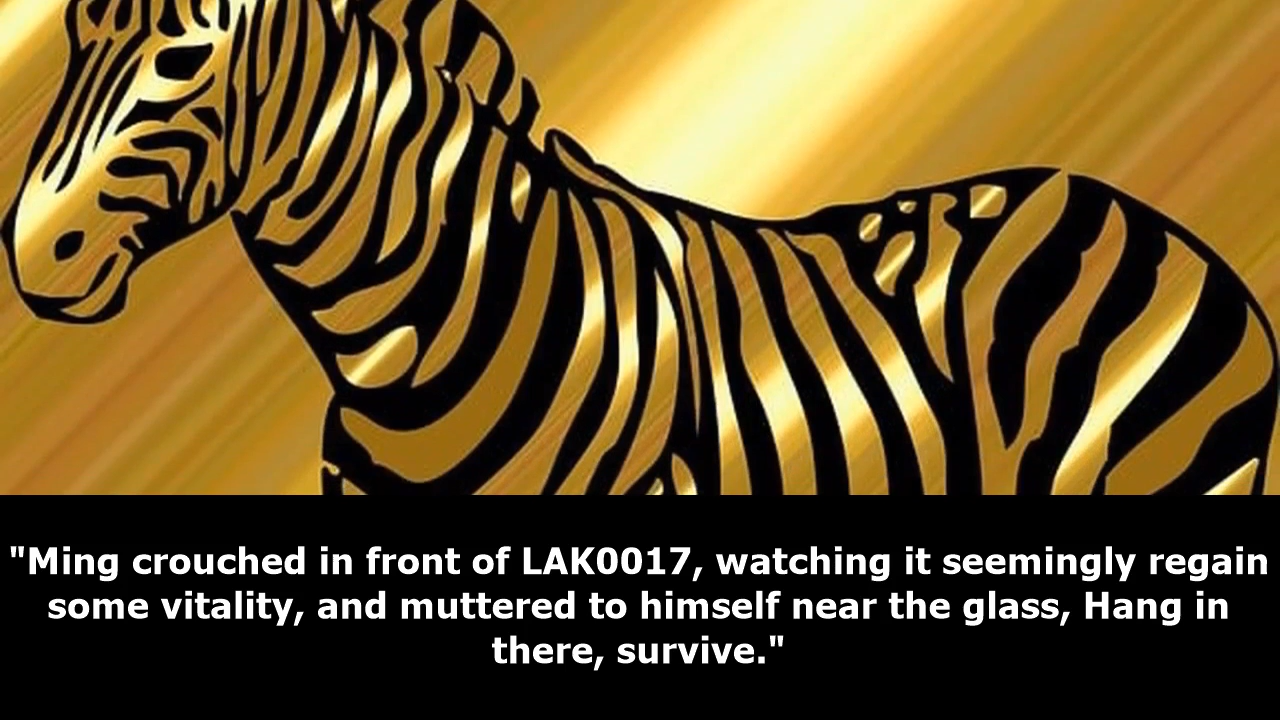 "Ming crouched in front of LAK0017, watching it seemingly regain
some vitality, and muttered to himself near the glass, Hang in
there, survive."